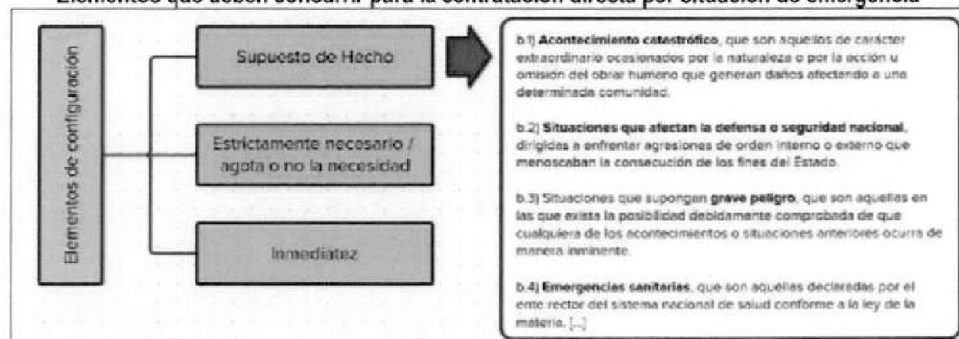 Elementos que deben concurrir para la contratación directa por situación de emergencia
Elementos de configuración
Supuesto de Hecho
Estrictamente necesario /
agota o no la necesidad
Inmediatez
b.1) Acontecimiento catastrófico, que son aquellos de carácter
extraordinario ocasionados por la naturaleza o por la acción u
omisión del obrar humano que generan daños afectando a una
determinada comunidad.
b.2) Situaciones que afectan la defensa o seguridad nacional,
dirigidas a enfrentar agresiones de orden interno o externo que
menoscaban la consecución de los fines del Estado.
b.3) Situaciones que supongan grave peligro, que son aquellas en
las que exista la posibilidad debidamente comprobada de que
cualquiera de los acontecimientos o situaciones anteriores ocurra de
manera inminente.
b.4) Emergencias sanitarias, que son aquellas declaradas por el
ente rector del sistema nacional de salud conforme a la ley de la
materia. [...]